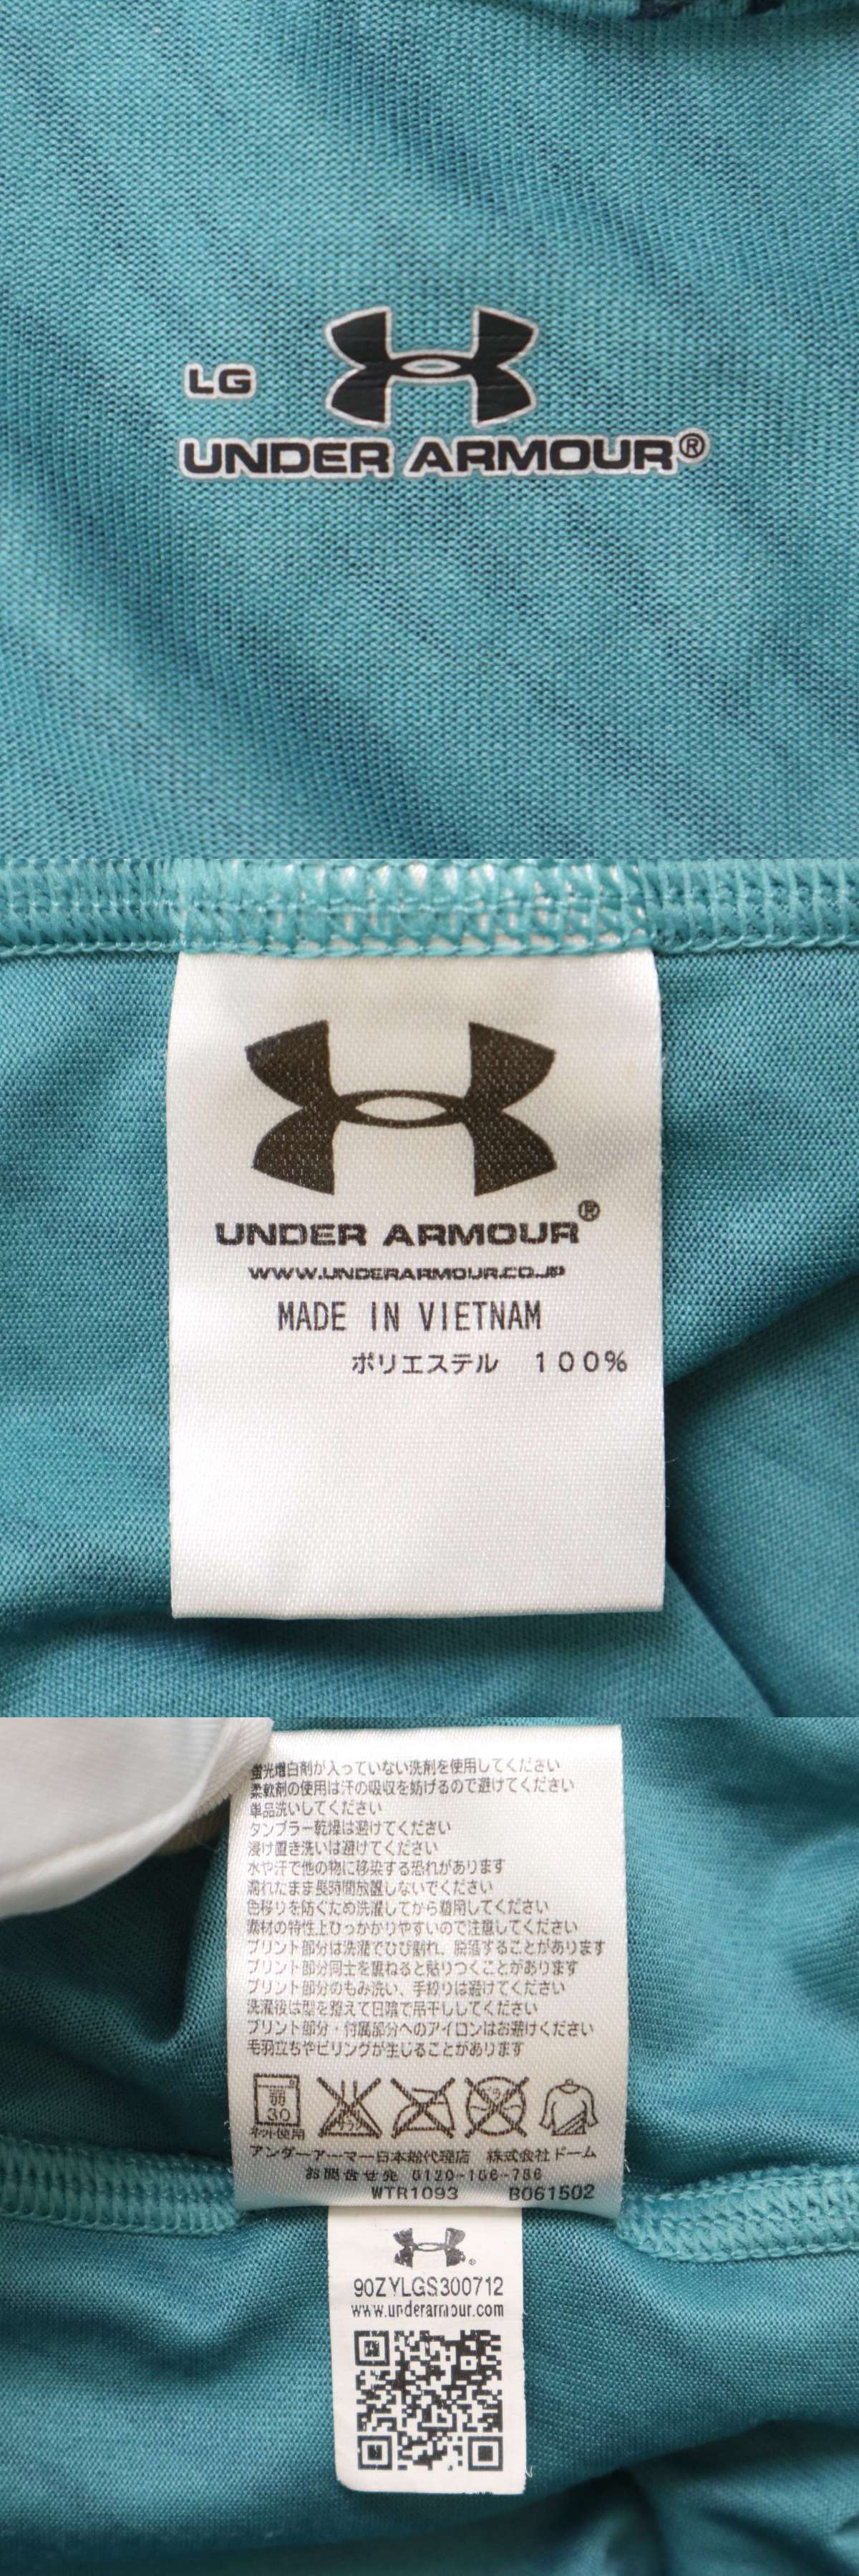 LG
UNDER ARMOUR®
UNDER ARMOUR®
WWW.UNDERARMOUR.CO.JP
MADE IN VIETNAM
ポリエステル 100%
蛍光増白剤が入っていない洗剤を使用してください
柔軟剤の使用は汗の吸収を妨げるので避けてください
単品洗いしてください
タンブラー乾燥は避けてください
浸け置き洗いは避けてください
水や汗で他の物に移染する恐れがあります
濡れたまま長時間放置しないでください
色移りを防ぐため洗濯してから着用してください
素材の特性上ひっかかりやすいので注意してください
プリント部分は洗濯でひび割れ、脱落することがあります
プリント部分同士を重ねると貼りつくことがあります
プリント部分のもみ洗い、手絞りは避けてください
洗濯後は型を整えて日陰で吊干ししてください
プリント部分・付属部分へのアイロンはお避けください
毛羽立ちやピリングが生じることがあります
弱
30
ネット使用
アンダーアーマー日本総代理店 株式会社ドーム
お問合せ先 0120-106-786
WTR1093 B061502
90ZYLGS300712
www.underarmour.com